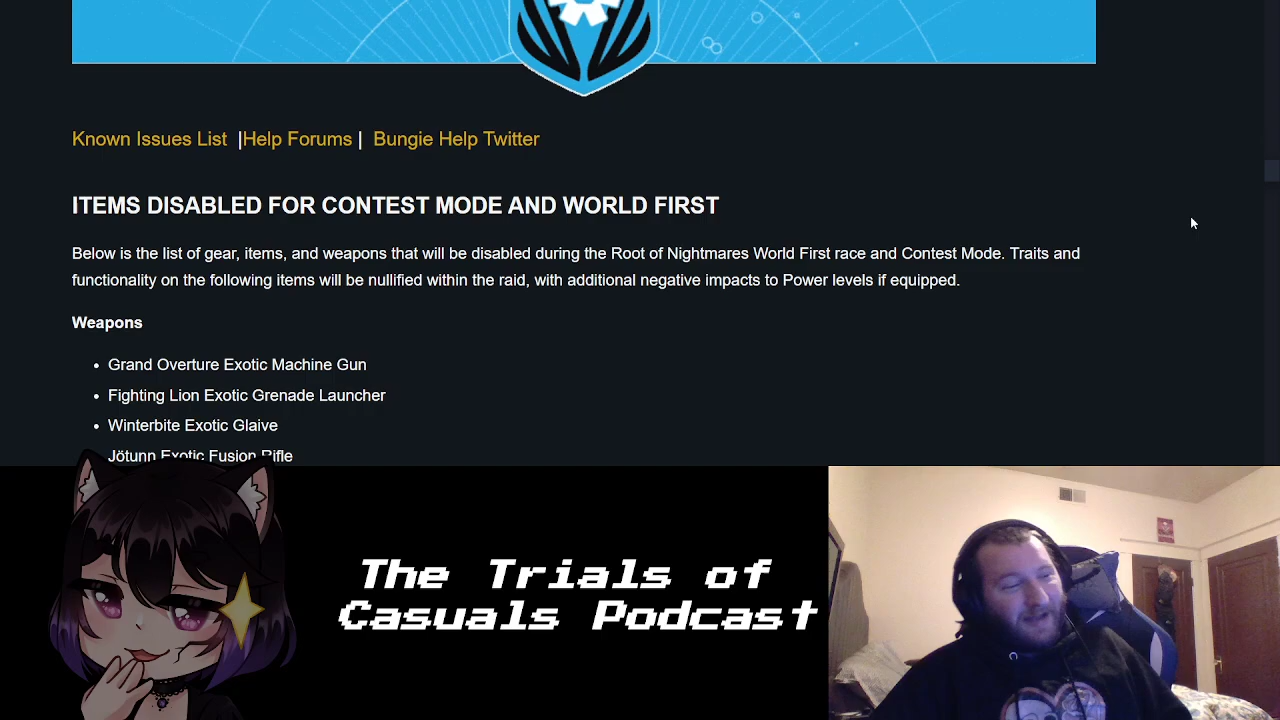 Known Issues List | Help Forums | Bungie Help Twitter
ITEMS DISABLED FOR CONTEST MODE AND WORLD FIRST
Below is the list of gear, items, and weapons that will be disabled during the Root of Nightmares World First race and Contest Mode. Traits and
functionality on the following items will be nullified within the raid, with additional negative impacts to Power levels if equipped.
Weapons
• Grand Overture Exotic Machine Gun
• Fighting Lion Exotic Grenade Launcher
• Winterbite Exotic Glaive
Jötunn Exotic Fusion Rifle
The Trials of
Casuals Podcast